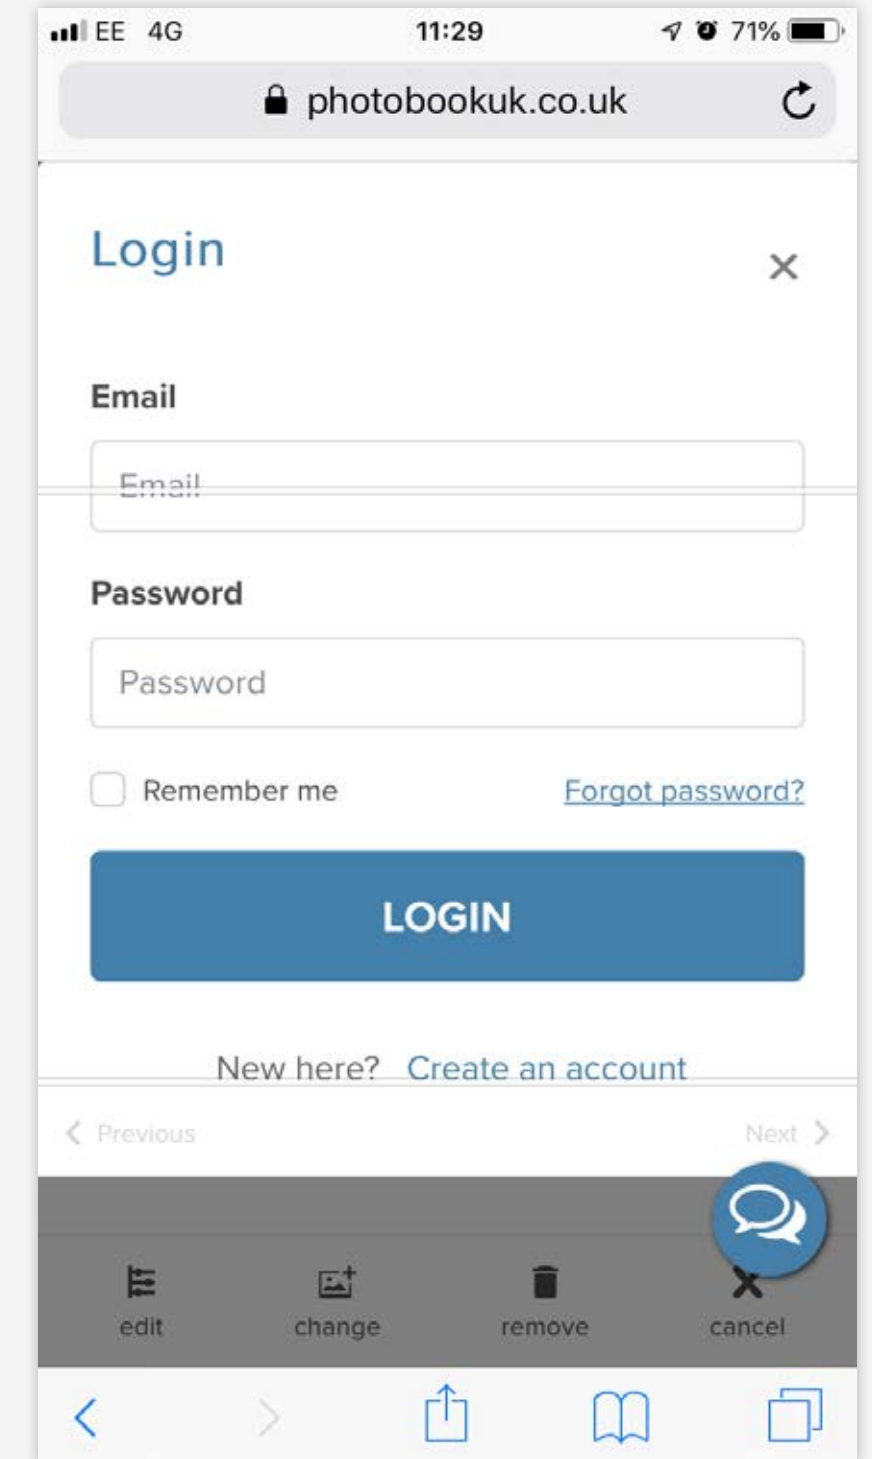 EE 4G 11:29 71%
photobookuk.co.uk
Login
Email
Email
Password
Password
Remember me Forgot password?
LOGIN
New here? Create an account
Previous Next
edit change remove cancel